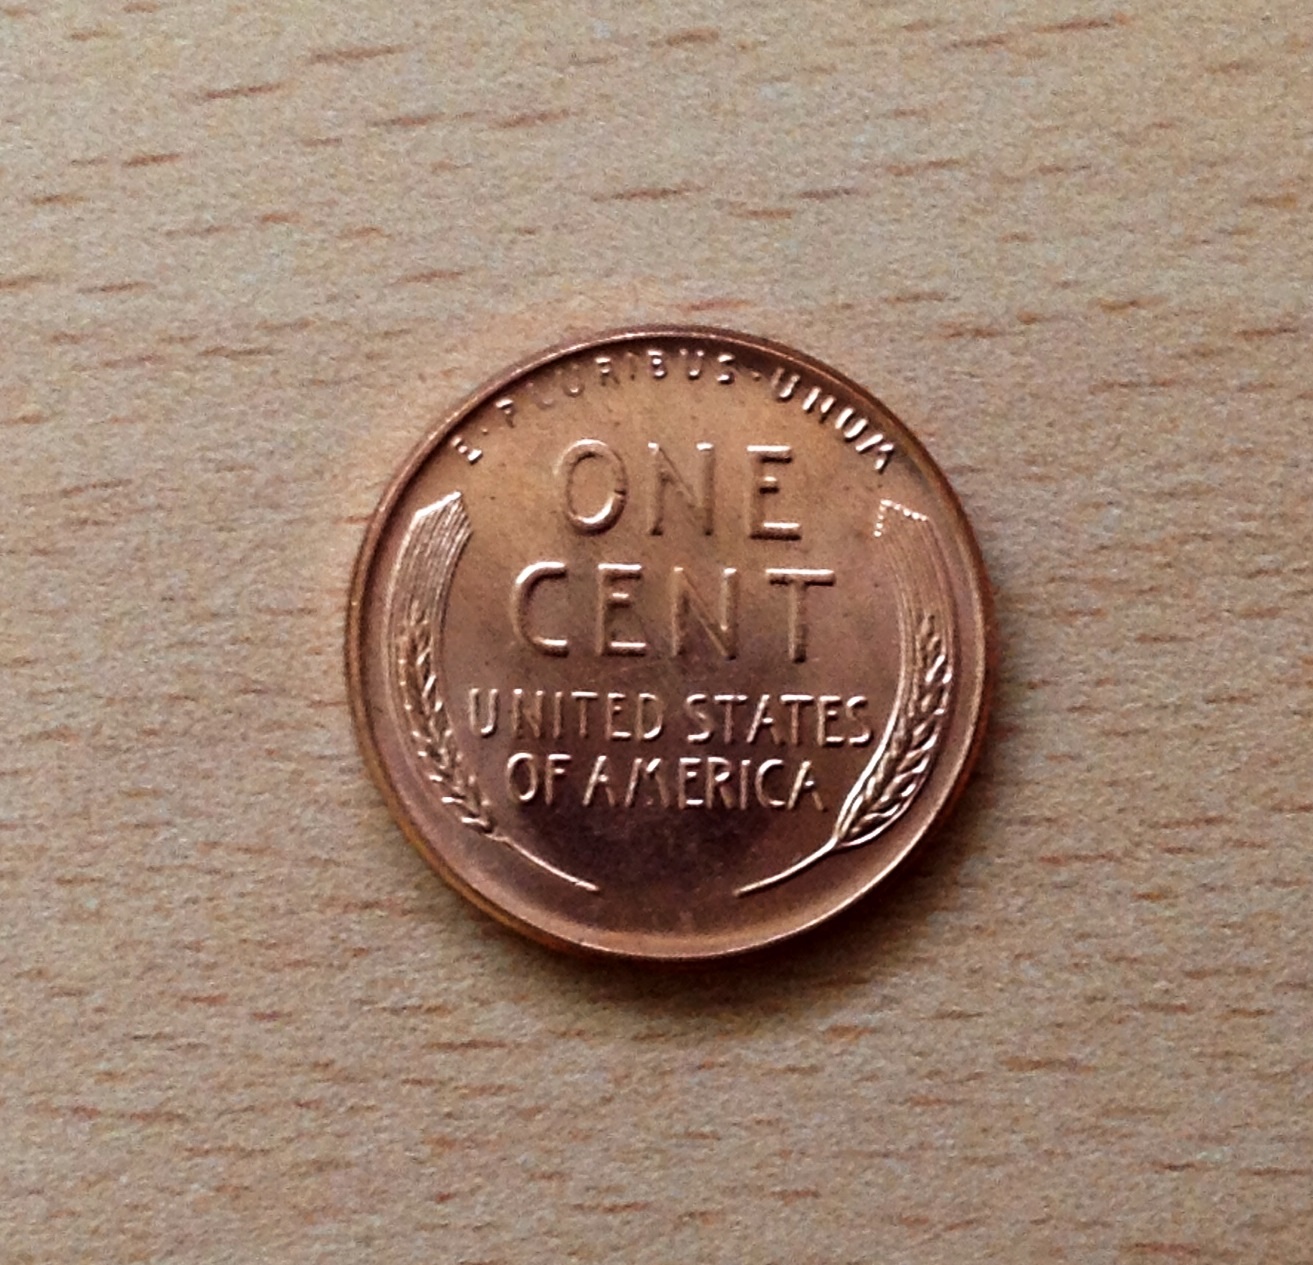 E·PLURIBUS·UNUM
ONE
CENT
UNITED STATES
OF AMERICA